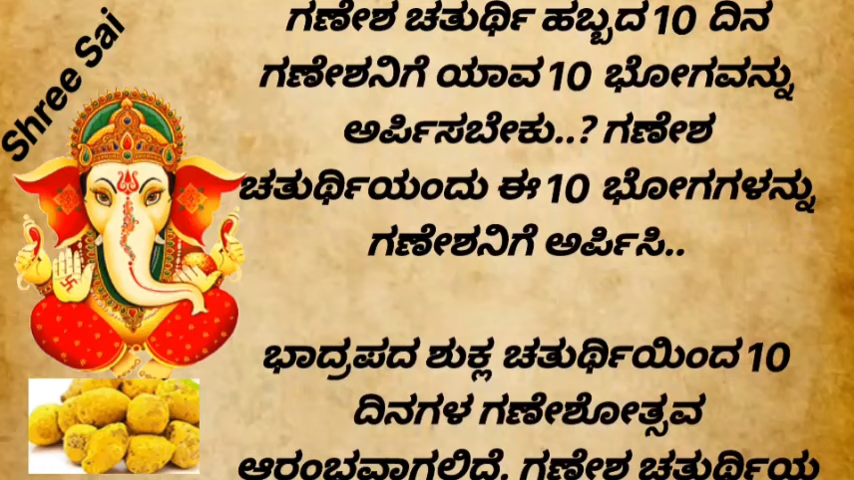 Shree Sai
ಗಣೇಶ ಚತುರ್ಥಿ ಹಬ್ಬದ 10 ದಿನ
ಗಣೇಶನಿಗೆ ಯಾವ 10 ಭೋಗವನ್ನು
ಅರ್ಪಿಸಬೇಕು..? ಗಣೇಶ
ಚತುರ್ಥಿಯಂದು ಈ 10 ಭೋಗಗಳನ್ನು
ಗಣೇಶನಿಗೆ ಅರ್ಪಿಸಿ..
ಭಾದ್ರಪದ ಶುಕ್ಲ ಚತುರ್ಥಿಯಿಂದ 10
ದಿನಗಳ ಗಣೇಶೋತ್ಸವ
ಆರಂಭವಾಗಲಿದೆ. ಗಣೇಶ ಚತುರ್ಥಿಯ